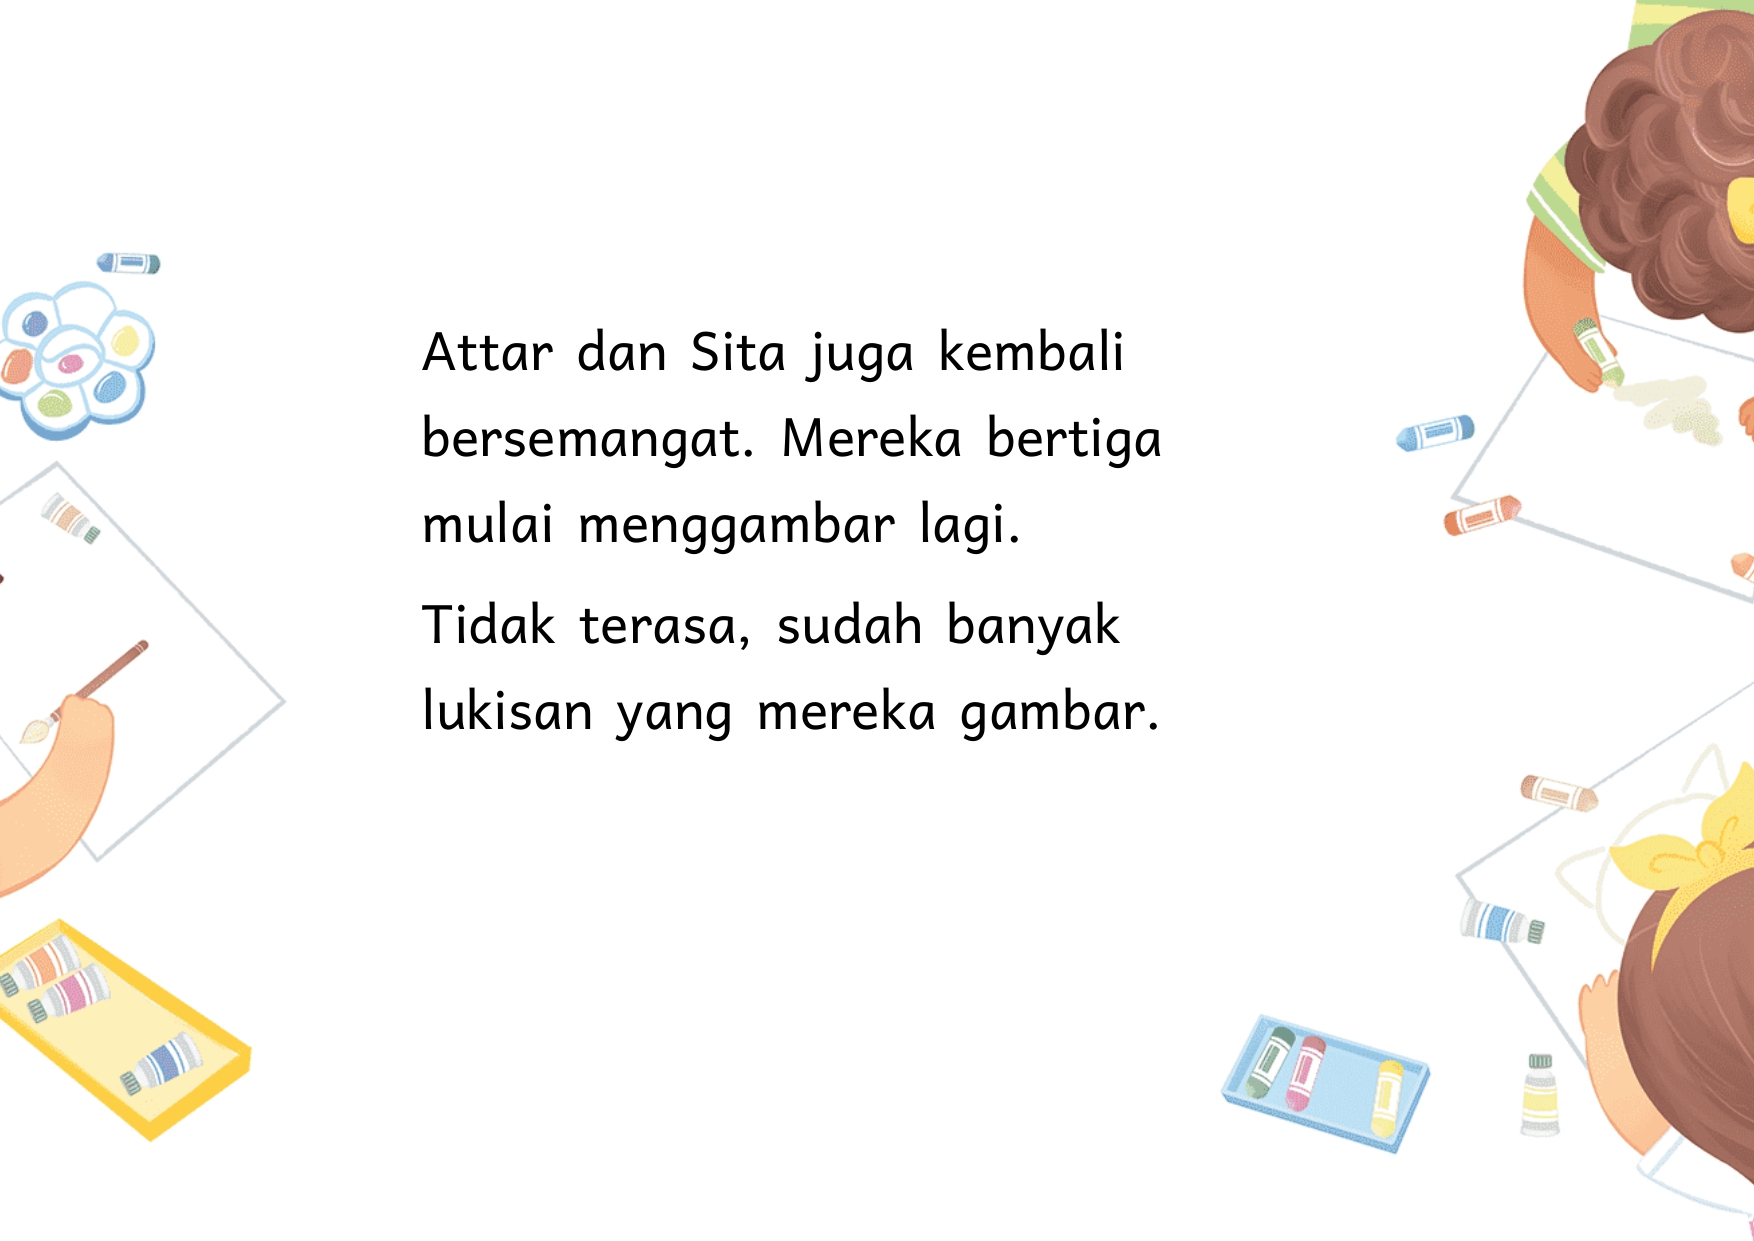 Attar dan Sita juga kembali
bersemangat. Mereka bertiga
mulai menggambar lagi.
Tidak terasa, sudah banyak
lukisan yang mereka gambar.